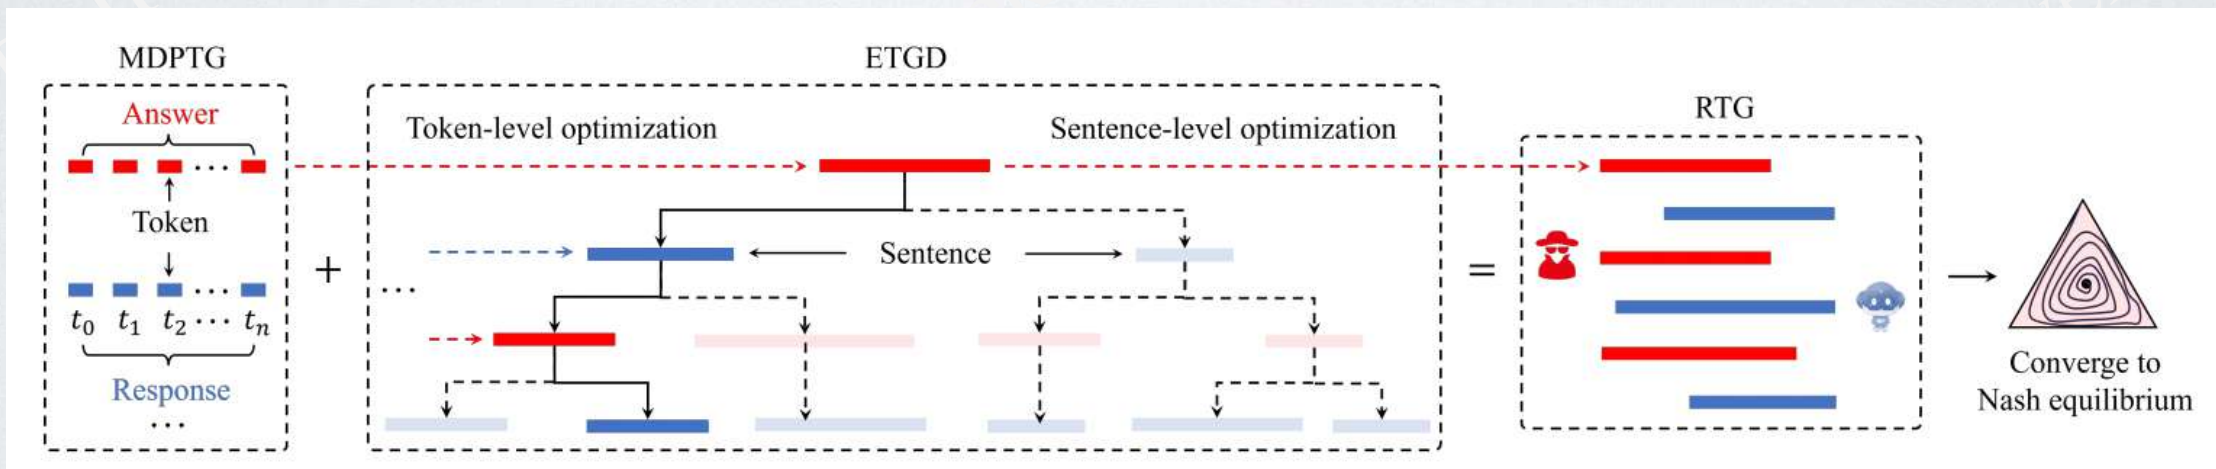 MDPTG
Answer
...
Token
...
t0 t1 t2 ... tn
Response
...
+
ETGD
Token-level optimization
Sentence-level optimization
Sentence
...
=
RTG
Converge to
Nash equilibrium